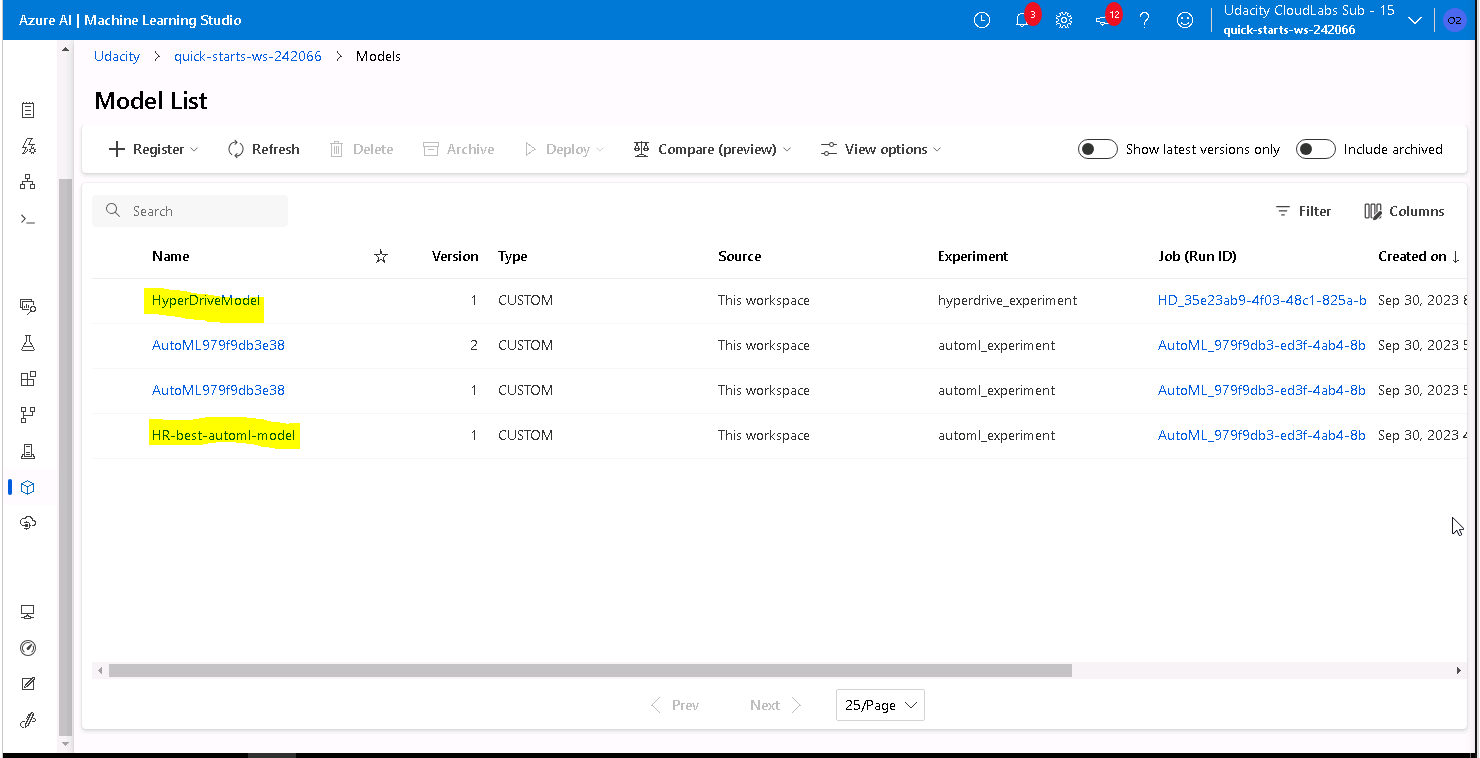 Azure AI | Machine Learning Studio
3
12
Udacity CloudLabs Sub - 15
quick-starts-ws-242066
O2
Udacity > quick-starts-ws-242066 > Models
Model List
Register Refresh Delete Archive Deploy Compare (preview) View options Show latest versions only Include archived
Search Filter Columns
Name Version Type Source Experiment Job (Run ID) Created on ↓
HyperDriveModel 1 CUSTOM This workspace hyperdrive_experiment HD_35e23ab9-4f03-48c1-825a-b Sep 30, 2023 8
AutoML979f9db3e38 2 CUSTOM This workspace automl_experiment AutoML_979f9db3-ed3f-4ab4-8b Sep 30, 2023 5
AutoML979f9db3e38 1 CUSTOM This workspace automl_experiment AutoML_979f9db3-ed3f-4ab4-8b Sep 30, 2023 5
HR-best-automl-model 1 CUSTOM This workspace automl_experiment AutoML_979f9db3-ed3f-4ab4-8b Sep 30, 2023 4
Prev Next 25/Page